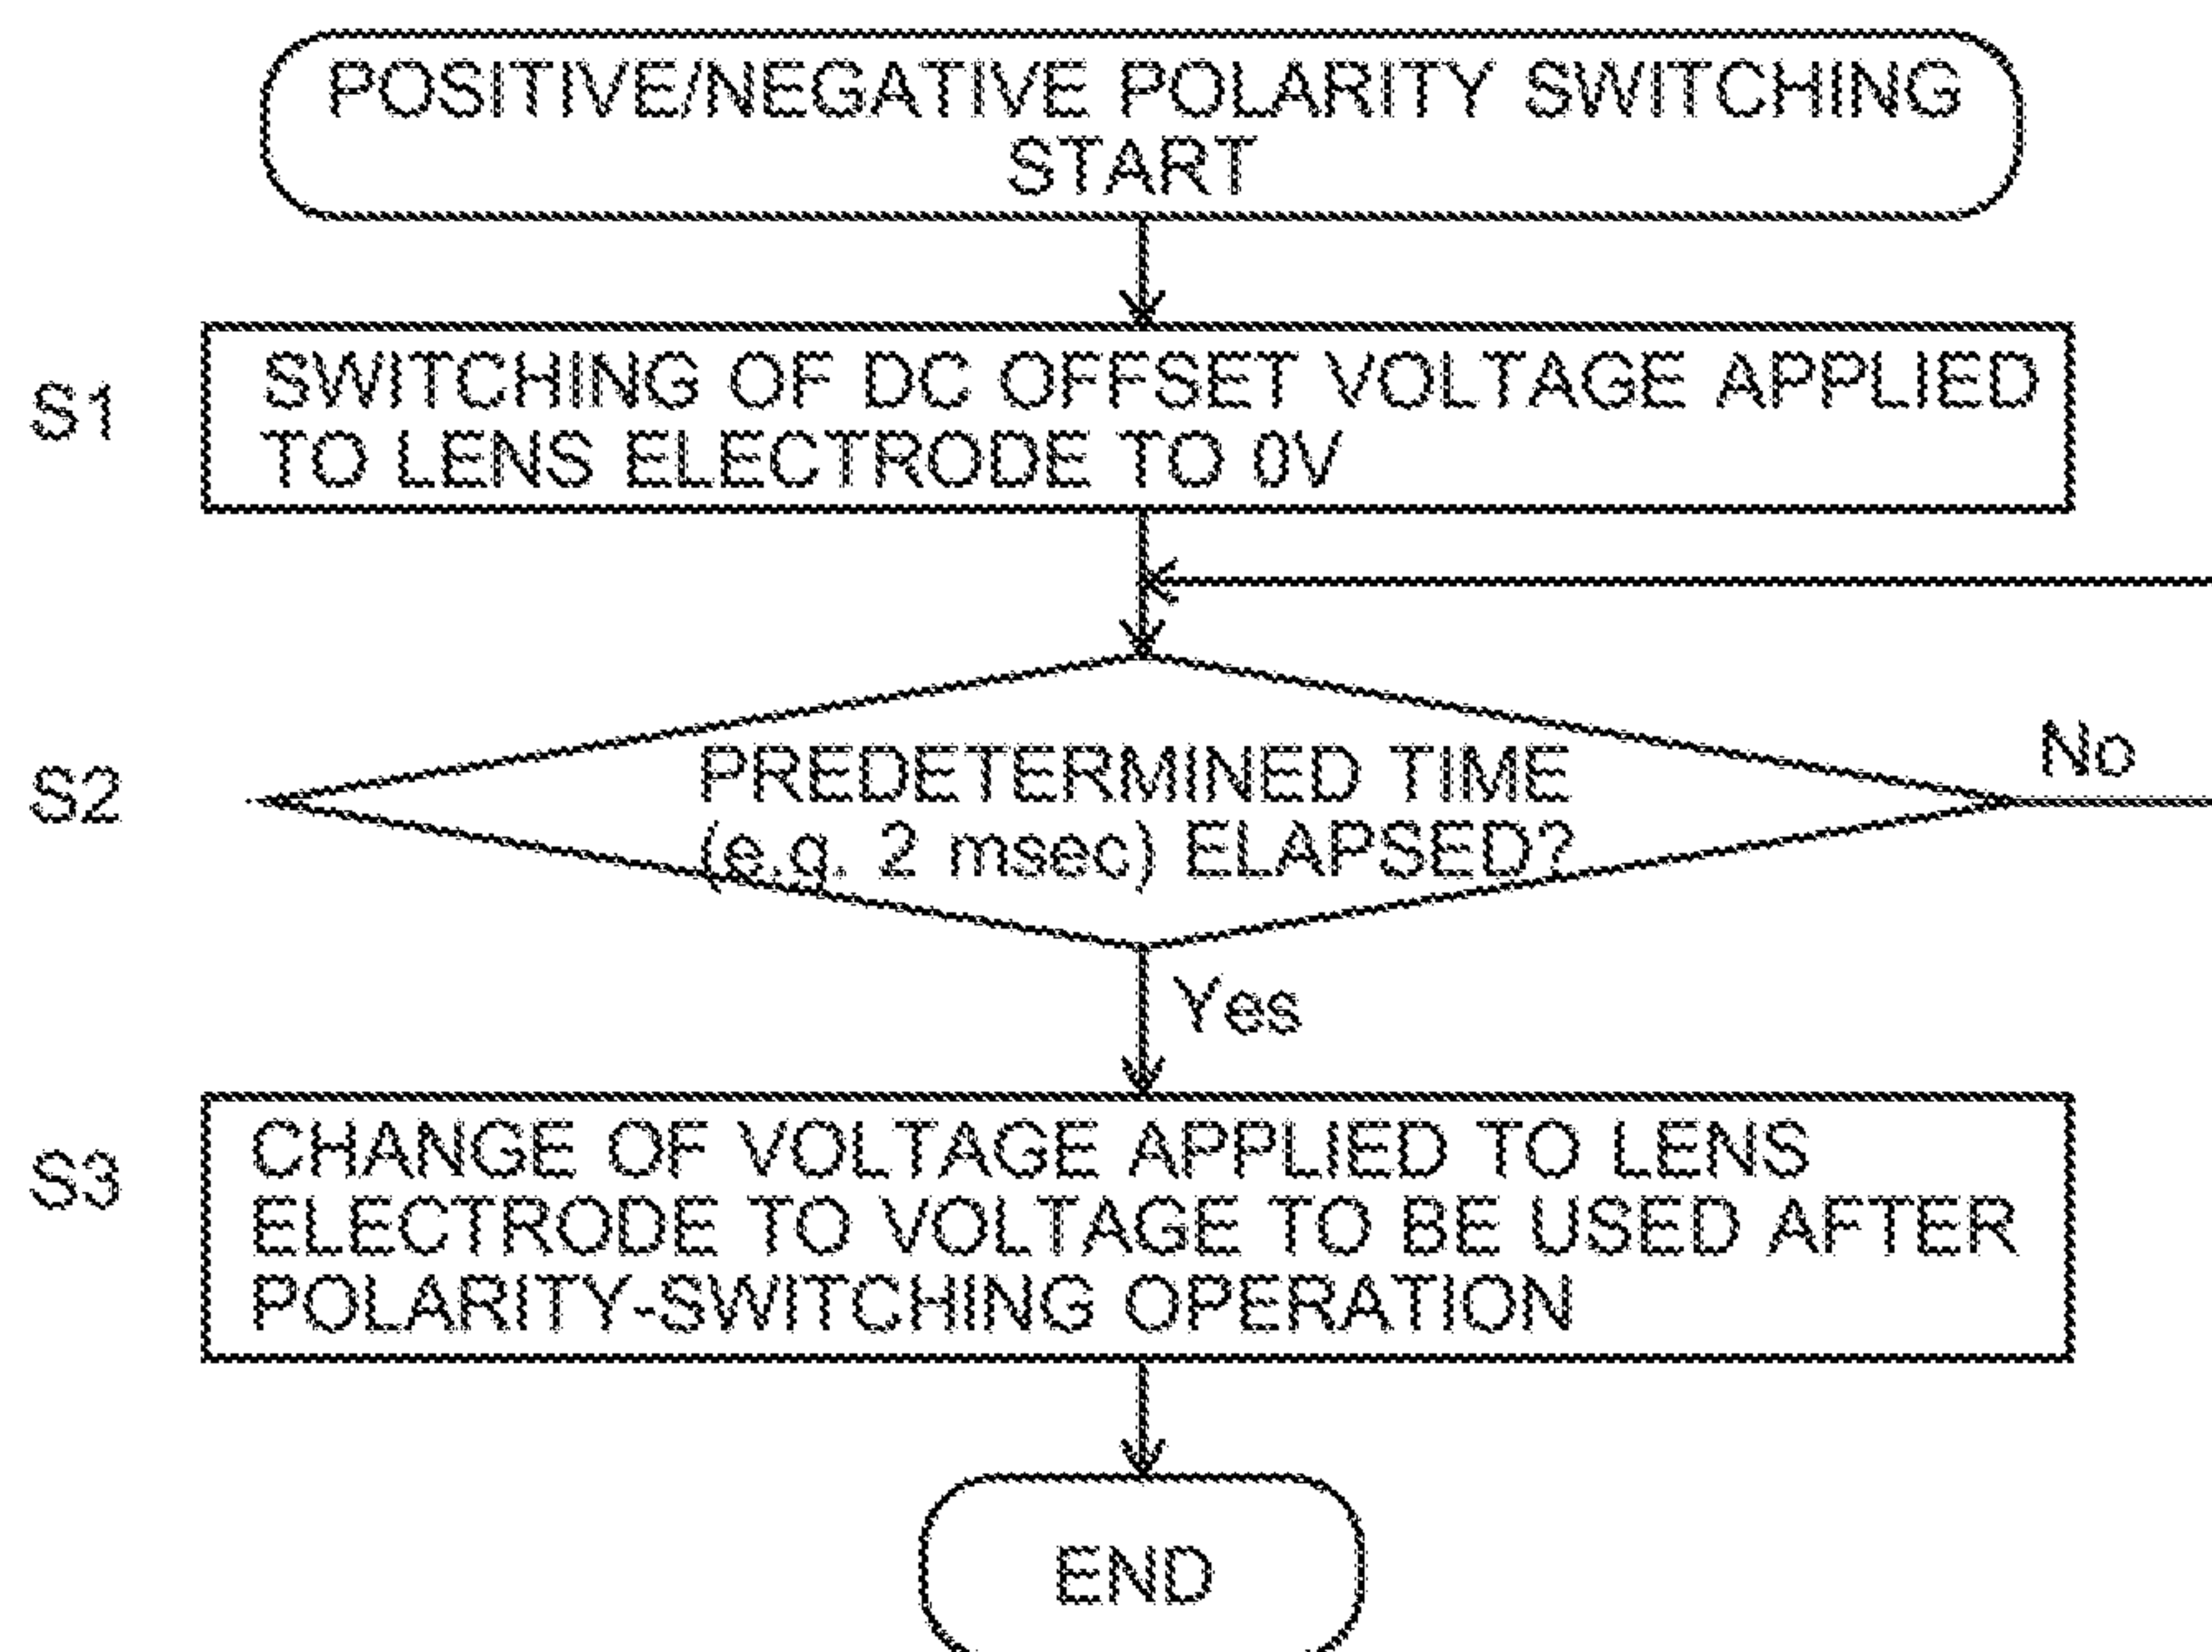 POSITIVE/NEGATIVE POLARITY SWITCHING
START
S1
SWITCHING OF DC OFFSET VOLTAGE APPLIED
TO LENS ELECTRODE TO 0V
S2
PREDETERMINED TIME
(e.g. 2 msec) ELAPSED?
No
Yes
S3
CHANGE OF VOLTAGE APPLIED TO LENS
ELECTRODE TO VOLTAGE TO BE USED AFTER
POLARITY-SWITCHING OPERATION
END